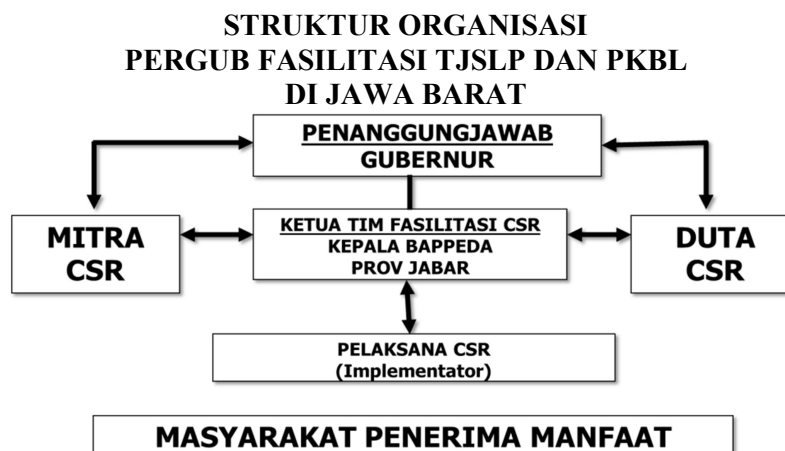 STRUKTUR ORGANISASI
PERGUB FASILITASI TJSLP DAN PKBL
DI JAWA BARAT
PENANGGUNGJAWAB
GUBERNUR
MITRA
CSR
KETUA TIM FASILITASI CSR
KEPALA BAPPEDA
PROV JABAR
DUTA
CSR
PELAKSANA CSR
(Implementator)
MASYARAKAT PENERIMA MANFAAT